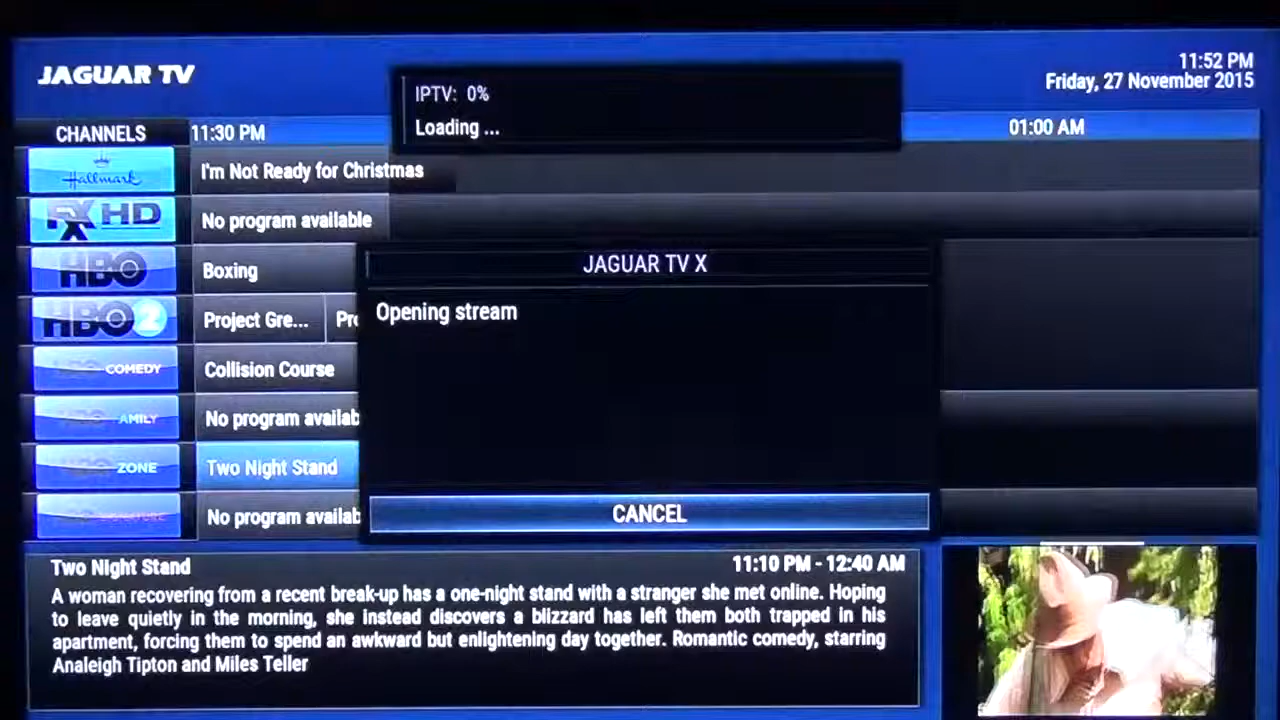 JAGUAR TV
11:52 PM
Friday, 27 November 2015
IPTV: 0%
Loading ...
CHANNELS
11:30 PM
01:00 AM
Hallmark
I'm Not Ready for Christmas
FXX HD
No program available
HBO
Boxing
HBO 2
Project Gre...
Pro
COMEDY
Collision Course
AMILY
No program availab
ZONE
Two Night Stand
No program availab
JAGUAR TV X
Opening stream
CANCEL
Two Night Stand
11:10 PM - 12:40 AM
A woman recovering from a recent break-up has a one-night stand with a stranger she met online. Hoping
to leave quietly in the morning, she instead discovers a blizzard has left them both trapped in his
apartment, forcing them to spend an awkward but enlightening day together. Romantic comedy, starring
Analeigh Tipton and Miles Teller